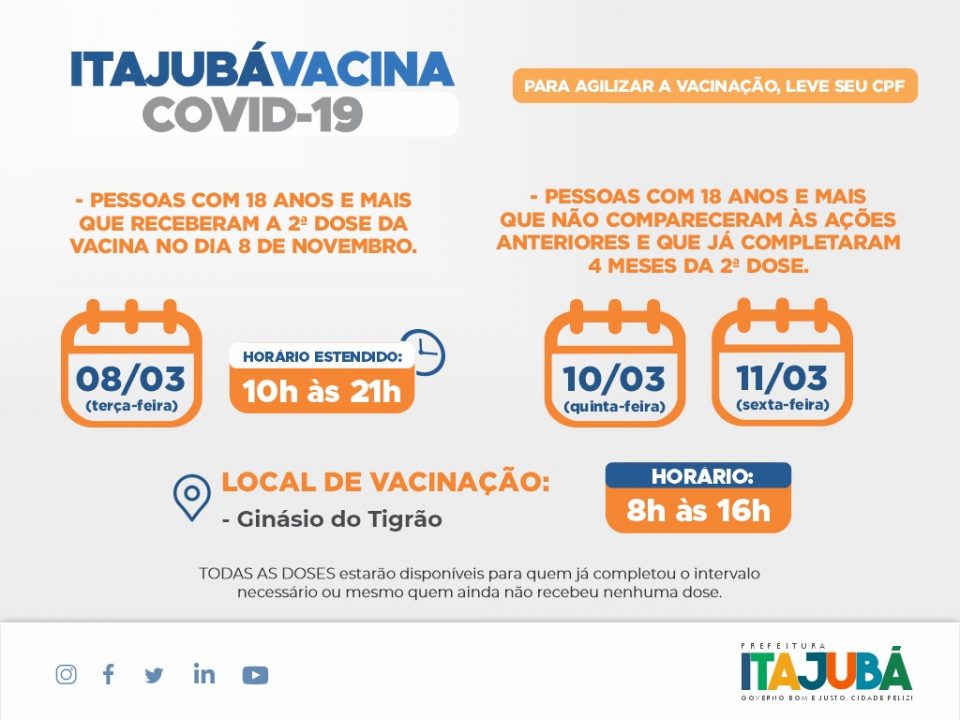 ITAJUBÁVACINA
COVID-19
PARA AGILIZAR A VACINAÇÃO, LEVE SEU CPF
- PESSOAS COM 18 ANOS E MAIS
QUE RECEBERAM A 2ª DOSE DA
VACINA NO DIA 8 DE NOVEMBRO.
08/03
(terça-feira)
HORÁRIO ESTENDIDO:
10h às 21h
- PESSOAS COM 18 ANOS E MAIS
QUE NÃO COMPARECERAM ÀS AÇÕES
ANTERIORES E QUE JÁ COMPLETARAM
4 MESES DA 2ª DOSE.
10/03
(quinta-feira)
11/03
(sexta-feira)
LOCAL DE VACINAÇÃO:
- Ginásio do Tigrão
HORÁRIO:
8h às 16h
TODAS AS DOSES estarão disponíveis para quem já completou o intervalo
necessário ou mesmo quem ainda não recebeu nenhuma dose.
PREFEITURA
ITAJUBÁ
GOVERNO BOM E JUSTO. CIDADE FELIZ!